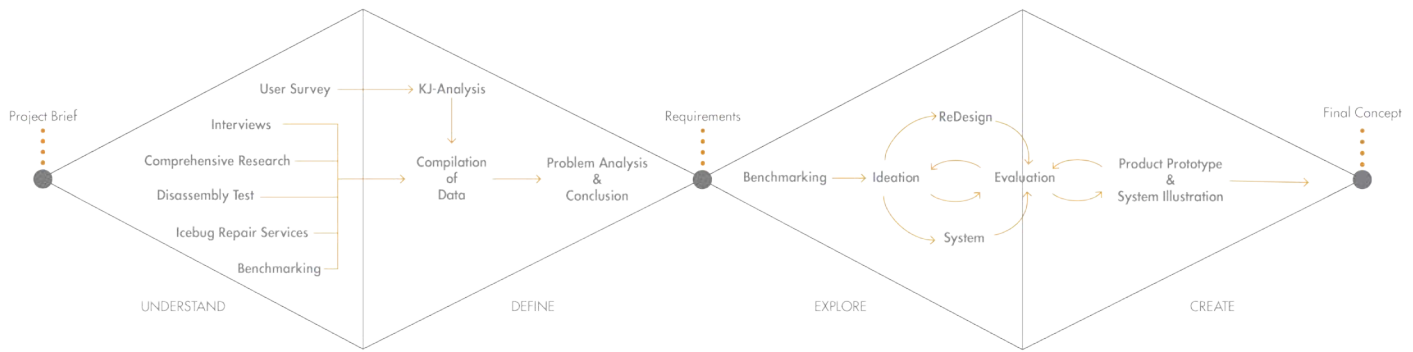 User Survey
KJ-Analysis
Project Brief
Interviews
Comprehensive Research
Disassembly Test
Icebug Repair Services
Benchmarking
Compilation
of
Data
Problem Analysis
&
Conclusion
Requirements
Benchmarking
Ideation
ReDesign
System
Evaluation
Product Prototype
&
System Illustration
Final Concept
UNDERSTAND
DEFINE
EXPLORE
CREATE